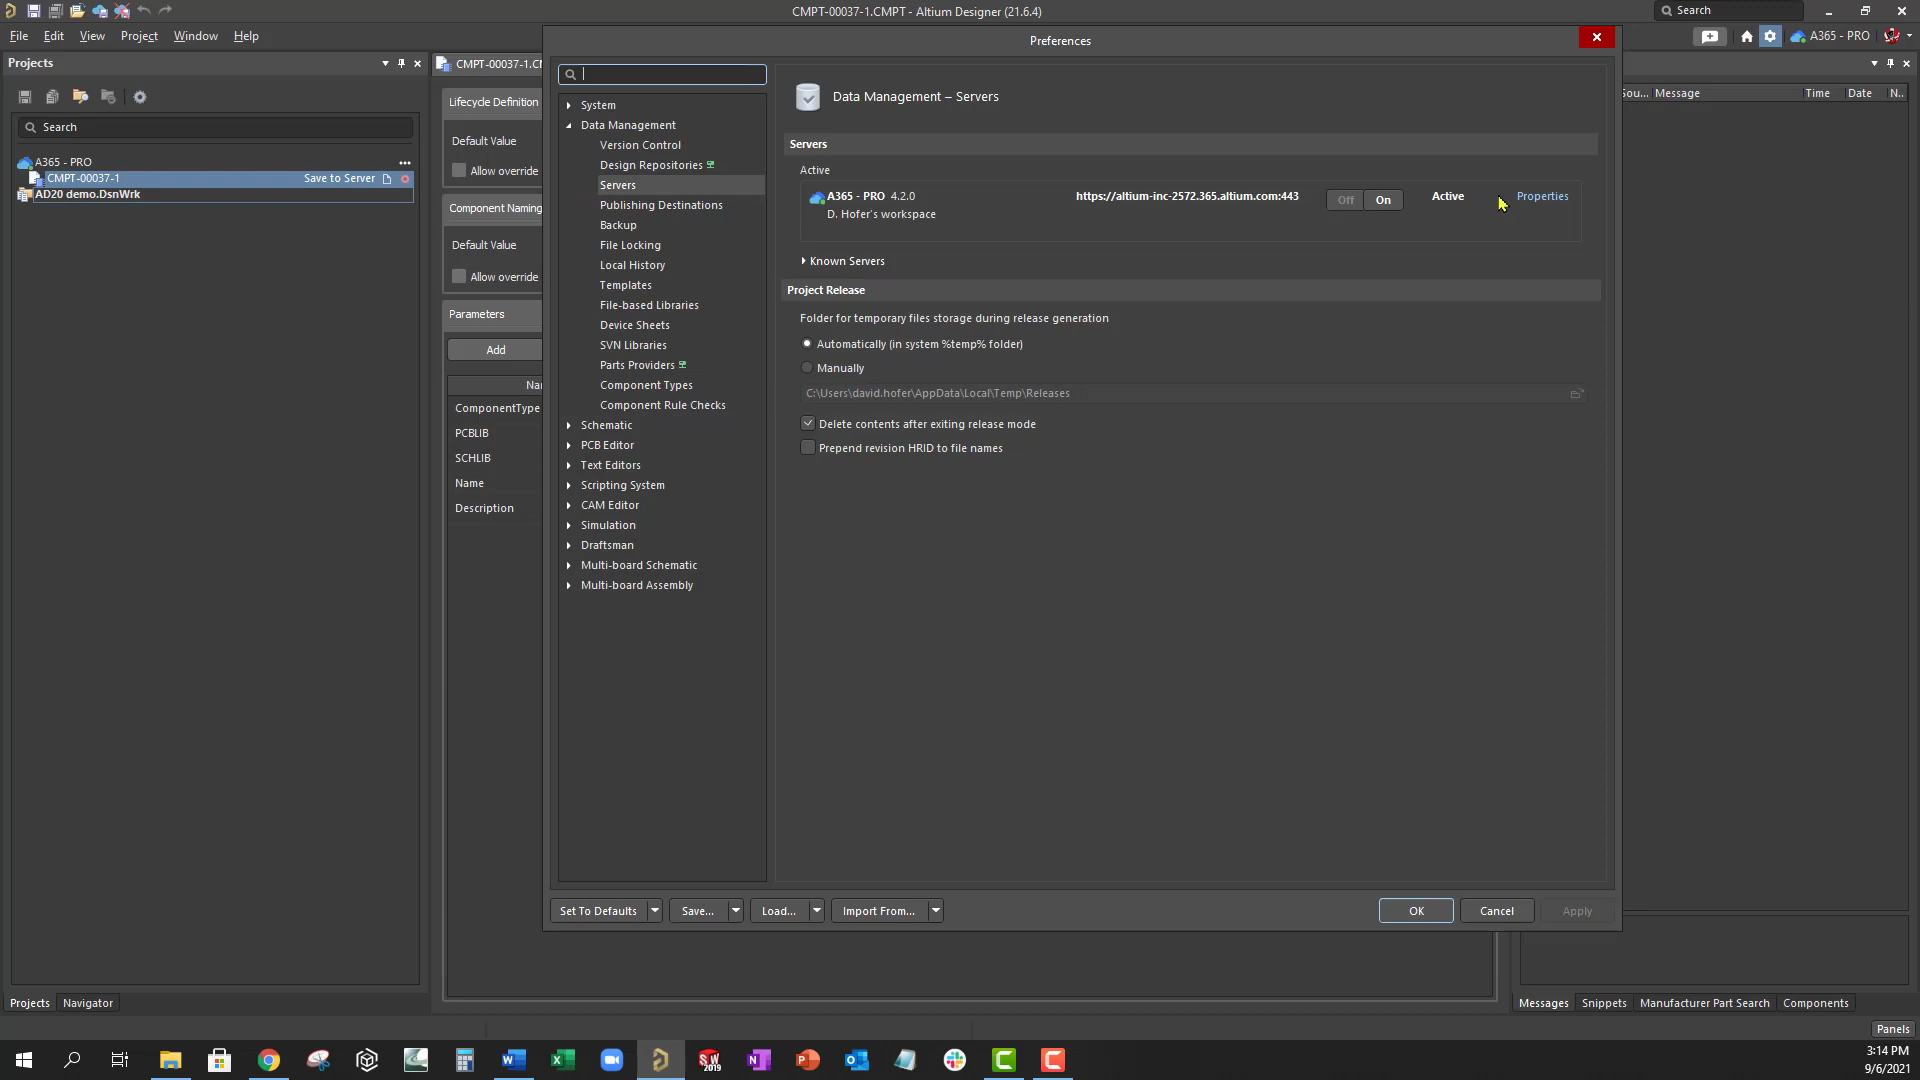 CMPT-00037-1.CMPT - Altium Designer (21.6.4)
Search
File Edit View Project Window Help
A365 - PRO
Projects
Search
A365 - PRO
CMPT-00037-1 Save to Server
AD20 demo.DsnWrk
CMPT-00037-1.C
Lifecycle Definition
Default Value
Allow override
Component Naming
Default Value
Allow override
Parameters
Add
Na
ComponentType
PCBLIB
SCHLIB
Name
Description
Preferences
System
Data Management
Version Control
Design Repositories
Servers
Publishing Destinations
Backup
File Locking
Local History
Templates
File-based Libraries
Device Sheets
SVN Libraries
Parts Providers
Component Types
Component Rule Checks
Schematic
PCB Editor
Text Editors
Scripting System
CAM Editor
Simulation
Draftsman
Multi-board Schematic
Multi-board Assembly
Data Management – Servers
Servers
Active
A365 - PRO 4.2.0 https://altium-inc-2572.365.altium.com:443 Off On Active Properties
D. Hofer's workspace
Known Servers
Project Release
Folder for temporary files storage during release generation
Automatically (in system %temp% folder)
Manually
C:\Users\david.hofer\AppData\Local\Temp\Releases
Delete contents after exiting release mode
Prepend revision HRID to file names
Set To Defaults Save... Load... Import From... OK Cancel Apply
Sou... Message Time Date N..
Projects Navigator
Messages Snippets Manufacturer Part Search Components
Panels
SW
2019
3:14 PM
9/6/2021